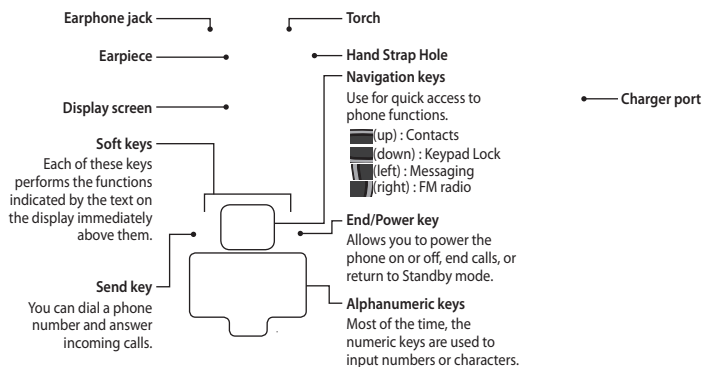 Earphone jack
Earpiece
Display screen
Soft keys
Each of these keys
performs the functions
indicated by the text on
the display immediately
above them.
Send key
You can dial a phone
number and answer
incoming calls.
Torch
Hand Strap Hole
Navigation keys
Use for quick access to
phone functions.
(up) : Contacts
(down) : Keypad Lock
(left) : Messaging
(right) : FM radio
End/Power key
Allows you to power the
phone on or off, end calls, or
return to Standby mode.
Alphanumeric keys
Most of the time, the
numeric keys are used to
input numbers or characters.
Charger port